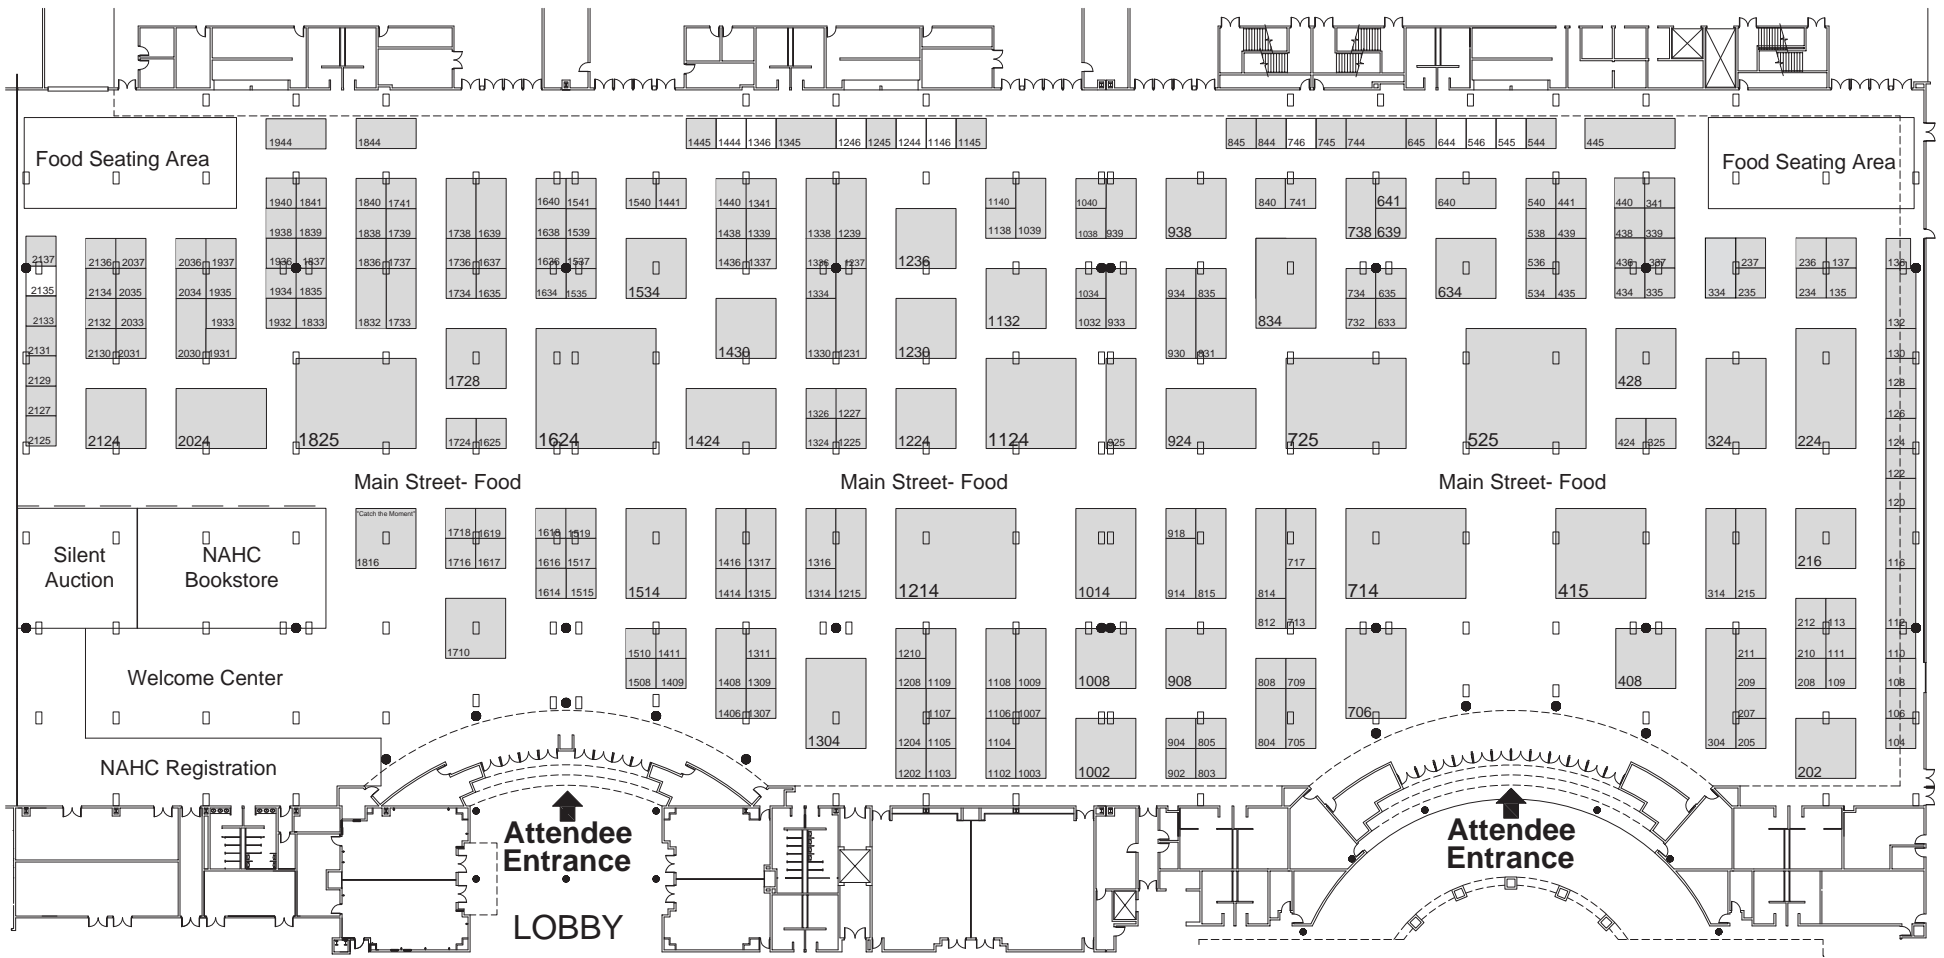 1944 1844 1445 1444 1346 1345 1246 1245 1244 1146 1145 845 844 746 745 744 645 644 546 545 544 445
Food Seating Area
Food Seating Area
1940 1841 1840 1741 1640 1541 1540 1441 1440 1341 1140 1040 840 741 641 640 540 441 440 341
1938 1839 1838 1739 1738 1639 1638 1539 1438 1339 1338 1239 1138 1039 1038 939 938 738 639 538 439 438 339
2137 2136 2037 2036 1937 1936 1837 1836 1737 1736 1637 1636 1537 1436 1337 1336 1237 1236 536 436 337 237 236 137 136
2135 2134 2035 2034 1935 1934 1835 1734 1635 1634 1535 1534 1334 1034 934 835 734 635 634 534 435 434 335 334 235 234 135
2133 2132 2033 1933 1932 1833 1832 1733 1132 1032 933 834 732 633 132
2131 2130 2031 2030 1931 1430 1330 1231 1230 930 831 130
2129 1728 428 128
2127 1326 1227 126
2125 2124 2024 1825 1724 1625 1624 1424 1324 1225 1224 1124 925 924 725 525 424 325 324 224 124
122
Main Street- Food
Main Street- Food
Main Street- Food
120
"Catch the Moment"
1718 1619 1618 1519 918
Silent
Auction
NAHC
Bookstore
1816 1716 1617 1616 1517 1416 1317 1316 717 216 116
1614 1515 1514 1414 1315 1314 1215 1214 1014 914 815 814 714 415 314 215
812 713 212 113 112
1710 1510 1411 1311 1210 211 210 111 110
Welcome Center
1508 1409 1408 1309 1208 1109 1108 1009 1008 908 808 709 408 209 208 109 108
1406 1307 1107 1106 1007 706 207 106
1304 1204 1105 1104 904 805 804 705 304 205 104
NAHC Registration
1202 1103 1102 1003 1002 902 803 202
Attendee
Entrance
Attendee
Entrance
LOBBY